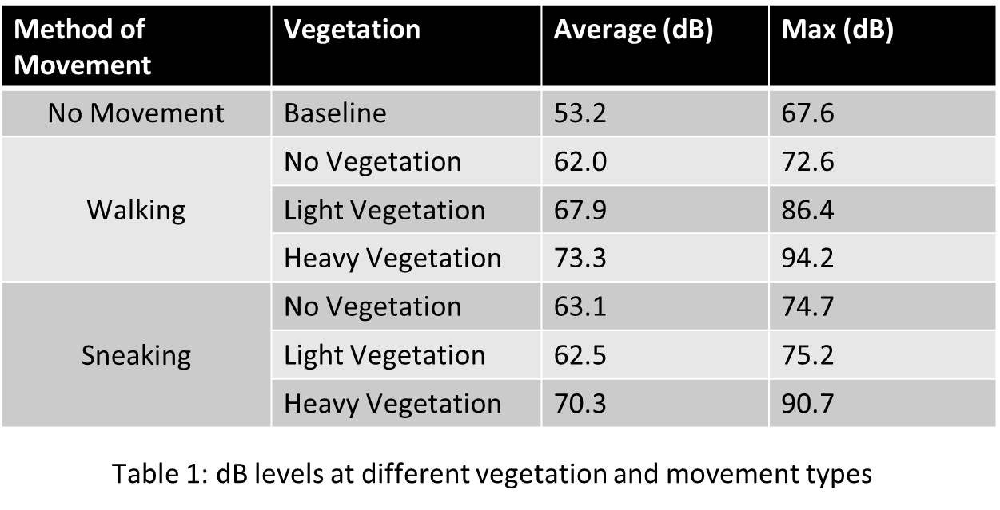 Method of Movement Vegetation Average (dB) Max (dB)
No Movement Baseline 53.2 67.6
Walking No Vegetation 62.0 72.6
Light Vegetation 67.9 86.4
Heavy Vegetation 73.3 94.2
Sneaking No Vegetation 63.1 74.7
Light Vegetation 62.5 75.2
Heavy Vegetation 70.3 90.7
Table 1: dB levels at different vegetation and movement types